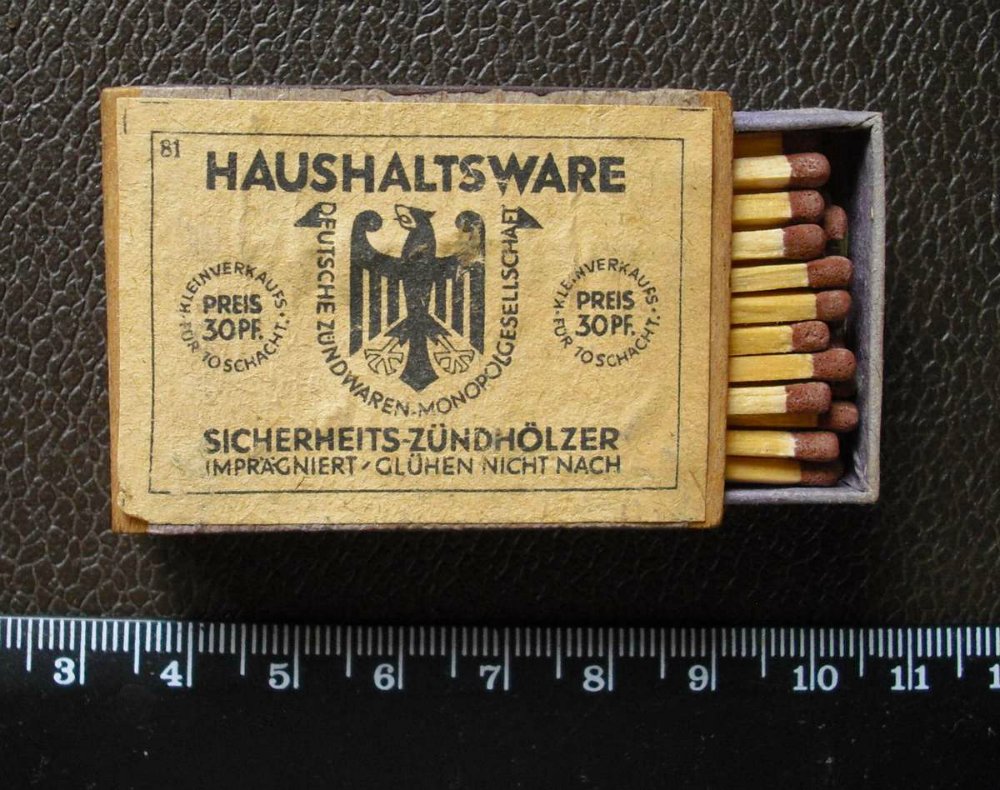 81
HAUSHALTSWARE
DEUTSCHE ZÜNDWAREN-MONOPOLGESELLSCHAFT
·KLEINVERKAUFS·
PREIS
30PF.
FÜR 10 SCHACHT.
·KLEINVERKAUFS·
PREIS
30PF.
FÜR 10 SCHACHT.
SICHERHEITS-ZÜNDHÖLZER
IMPRÄGNIERT-GLÜHEN NICHT NACH
3 4 5 6 7 8 9 10 11 1